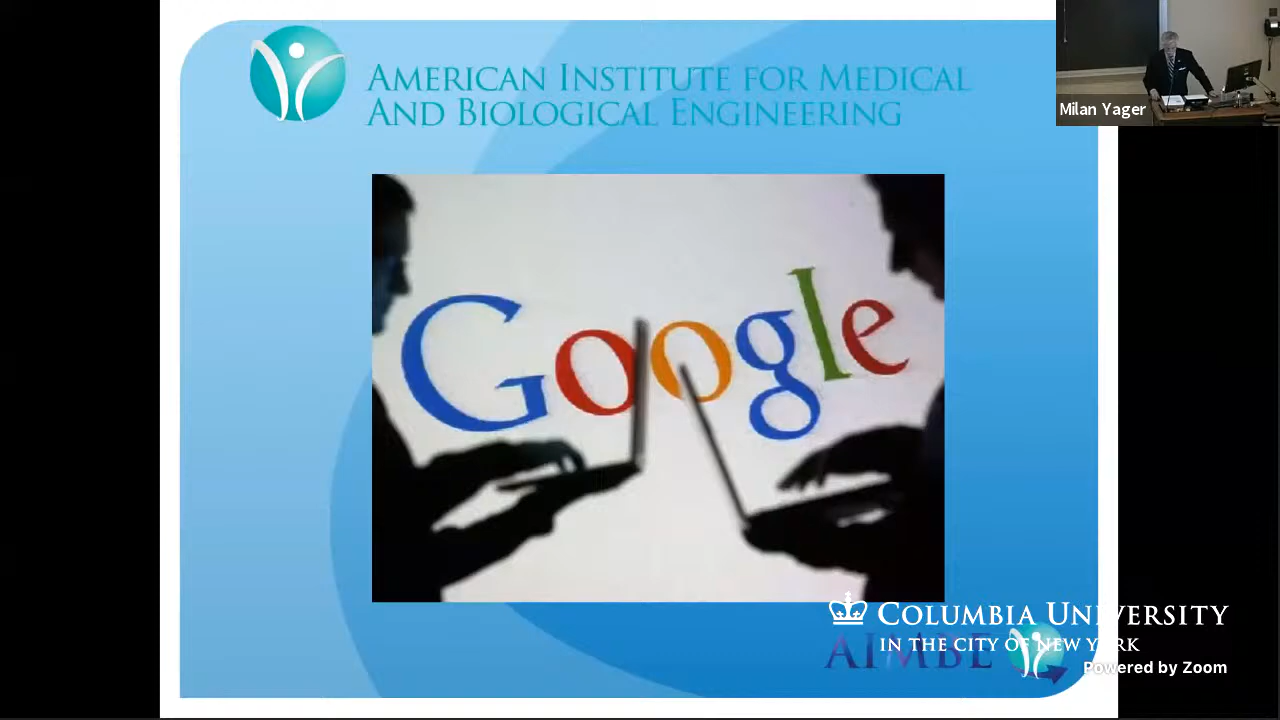 AMERICAN INSTITUTE FOR MEDICAL
AND BIOLOGICAL ENGINEERING
Milan Yager
Google
COLUMBIA UNIVERSITY
IN THE CITY OF NEW YORK
AIMBE
Powered by Zoom